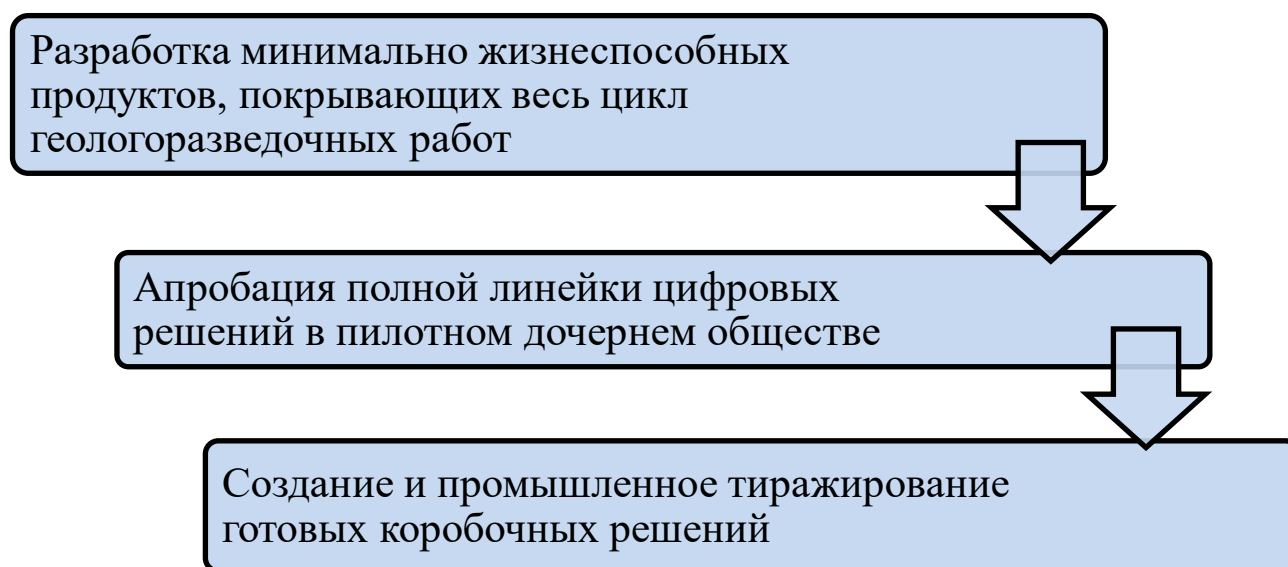 Разработка минимально жизнеспособных
продуктов, покрывающих весь цикл
геологоразведочных работ
Апробация полной линейки цифровых
решений в пилотном дочернем обществе
Создание и промышленное тиражирование
готовых коробочных решений